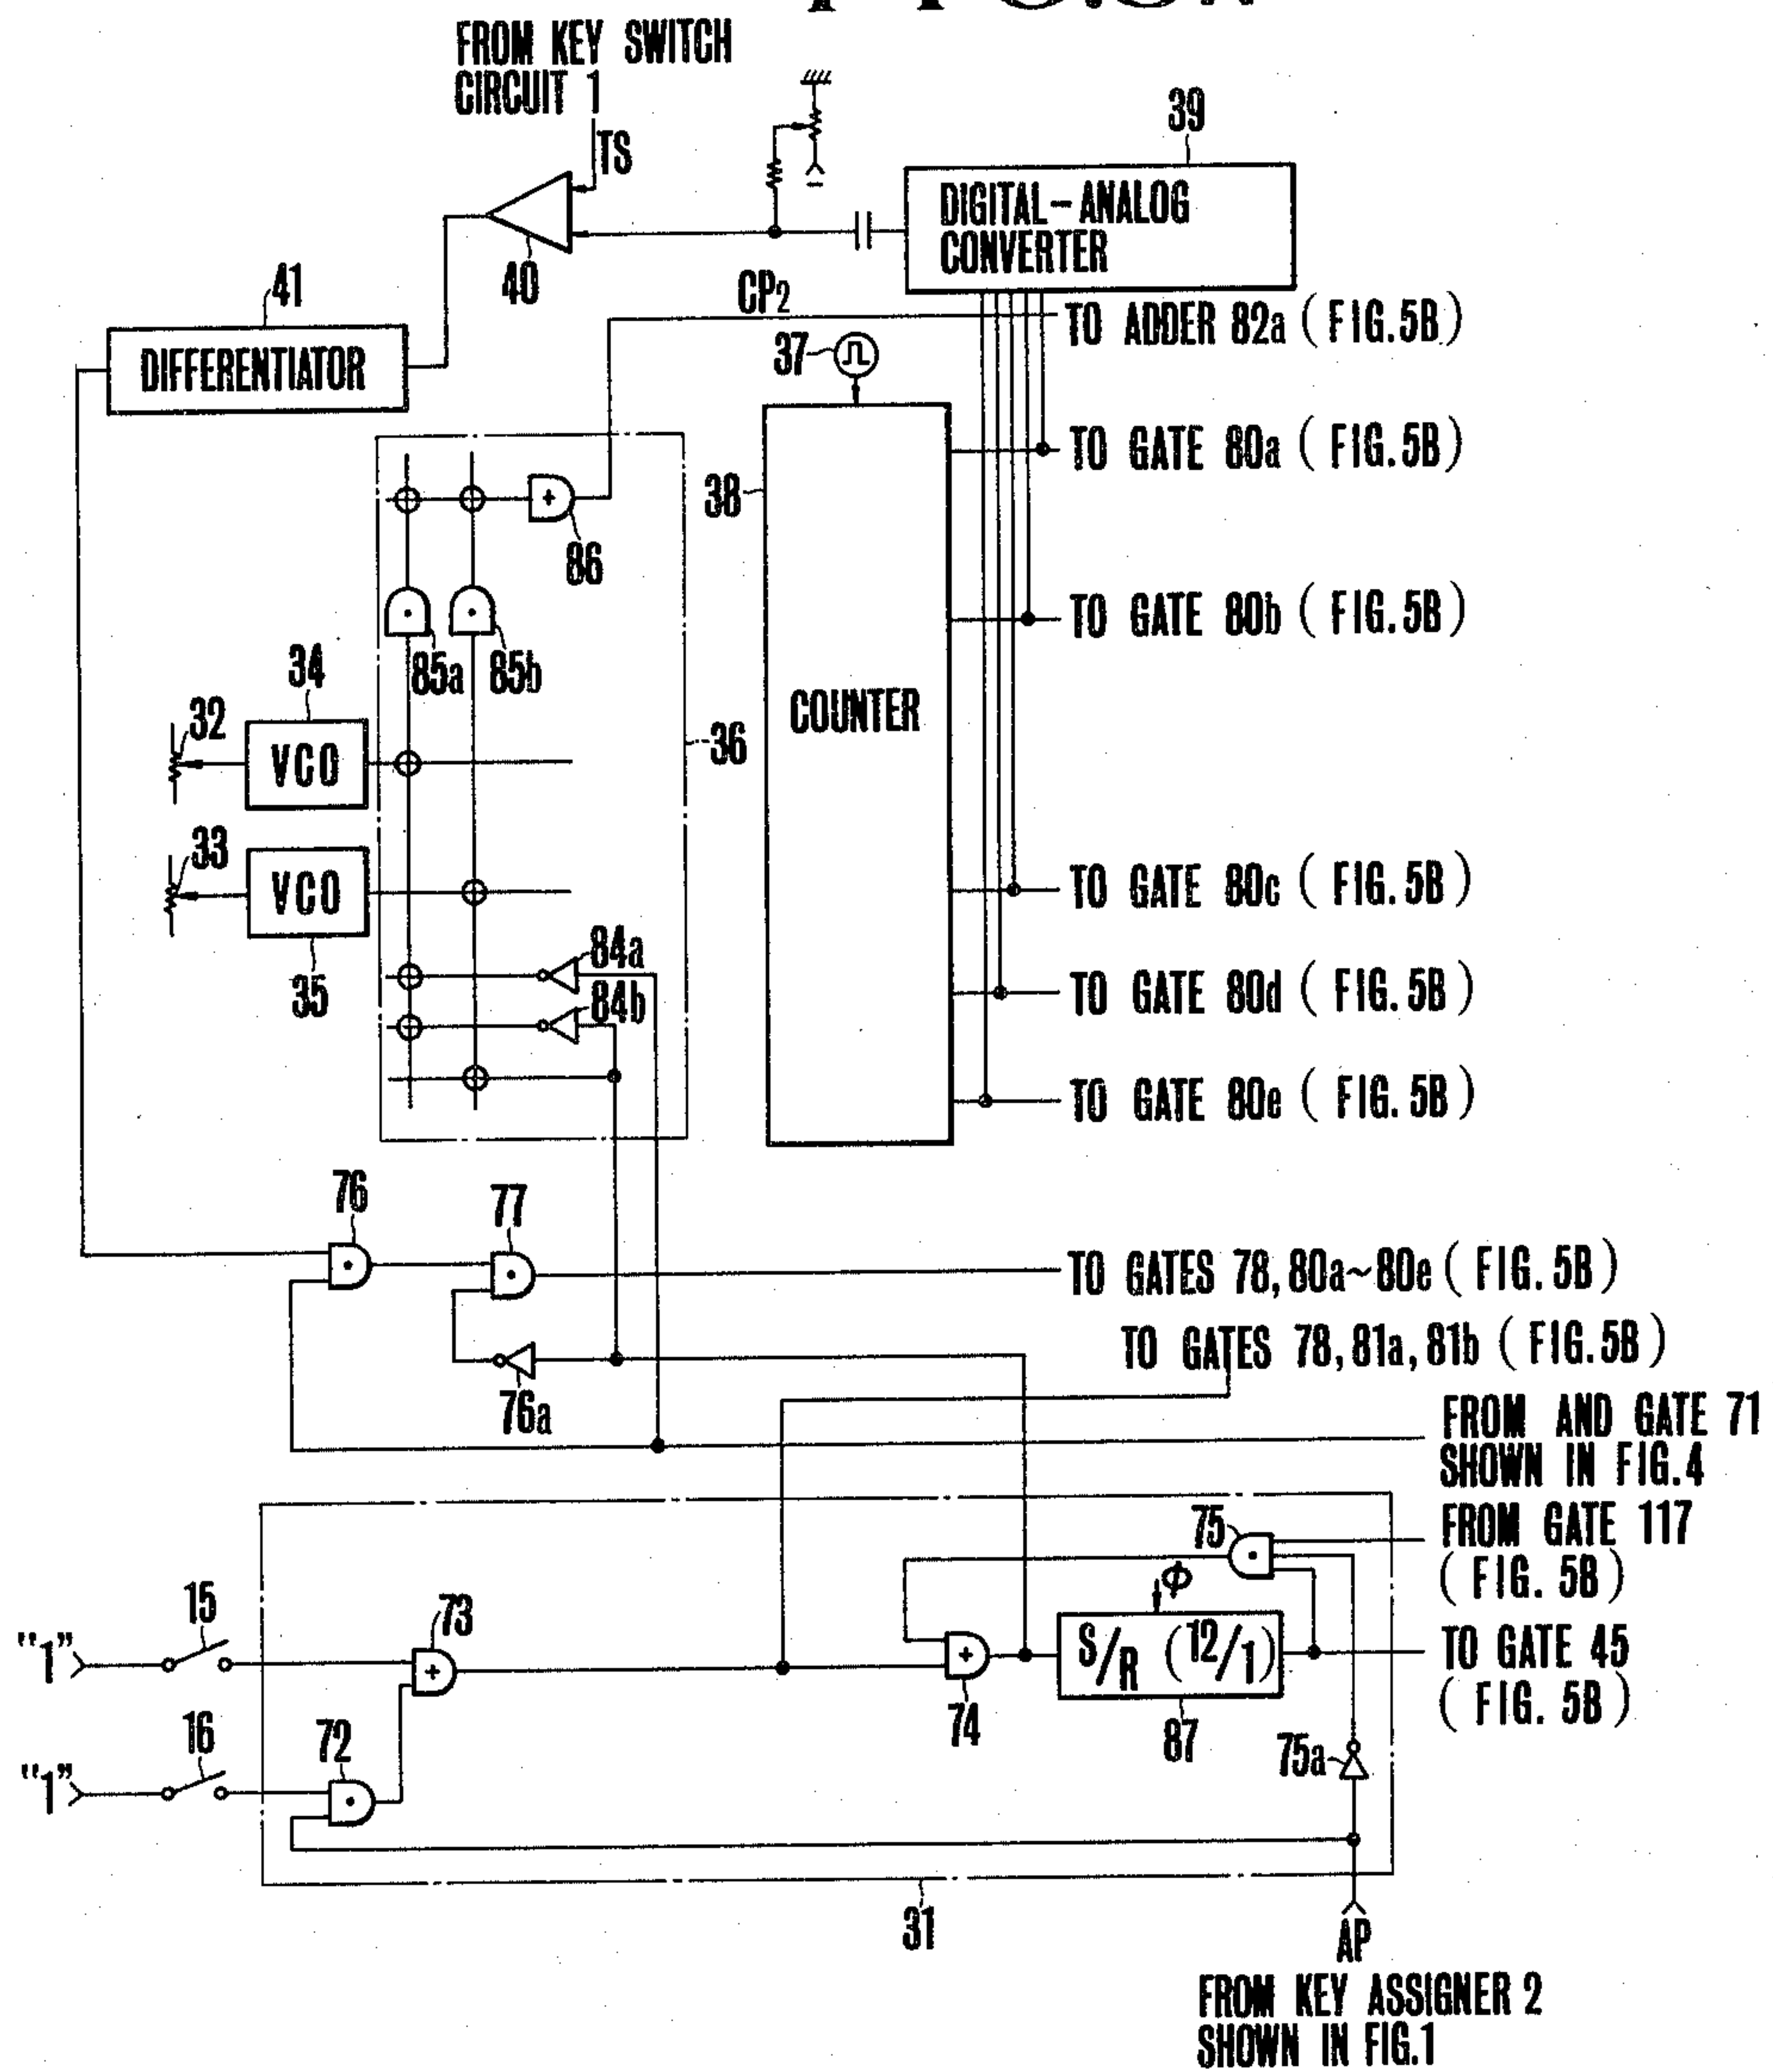 FROM KEY SWITCH
CIRCUIT 1
TS
39
DIGITAL-ANALOG
CONVERTER
40
41
DIFFERENTIATOR
CP2
TO ADDER 82a (FIG.5B)
37
38
COUNTER
TO GATE 80a (FIG.5B)
TO GATE 80b (FIG.5B)
TO GATE 80c (FIG.5B)
TO GATE 80d (FIG.5B)
TO GATE 80e (FIG.5B)
+
86
85a
85b
34
32
VCO
36
33
VCO
35
84a
84b
76
77
TO GATES 78,80a~80e (FIG.5B)
TO GATES 78,81a,81b (FIG.5B)
76a
FROM AND GATE 71
SHOWN IN FIG.4
FROM GATE 117
(FIG. 5B)
75
Φ
15
73
"1"
+
+
S/R (12/1)
TO GATE 45
(FIG. 5B)
74
87
16
72
75a
"1"
31
AP
FROM KEY ASSIGNER 2
SHOWN IN FIG.1